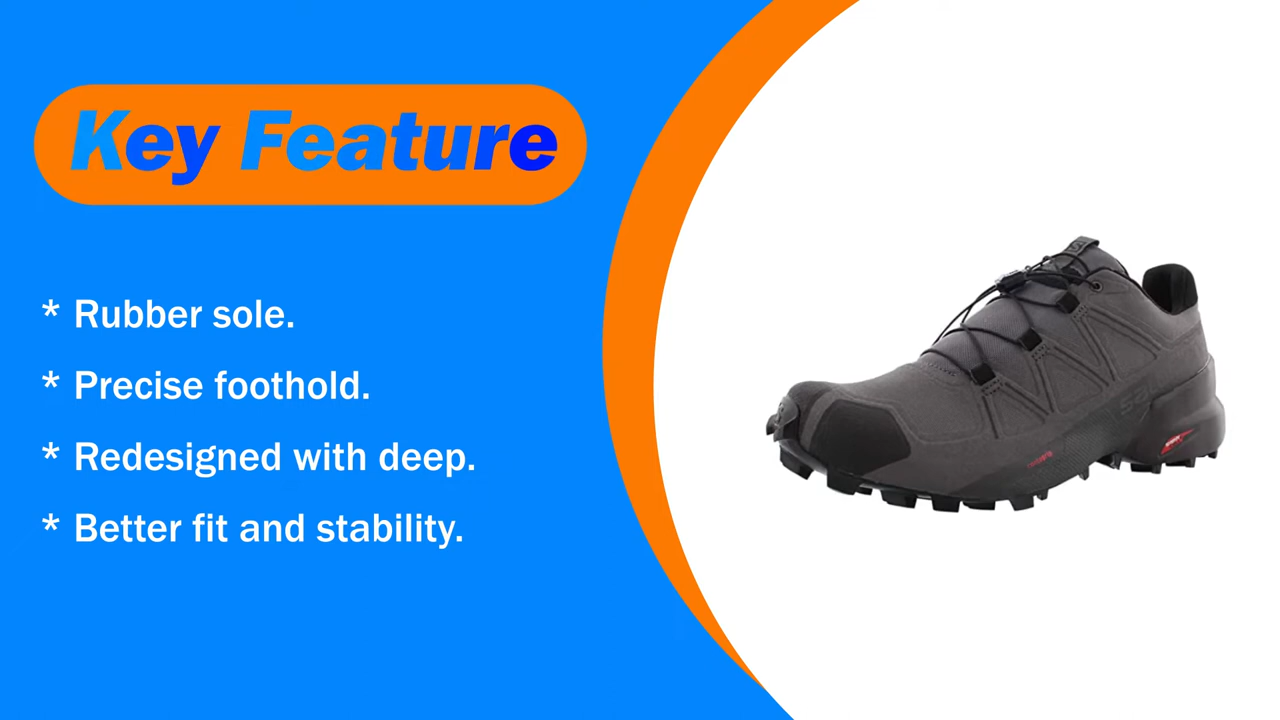 Key Feature
* Rubber sole.
* Precise foothold.
* Redesigned with deep.
* Better fit and stability.